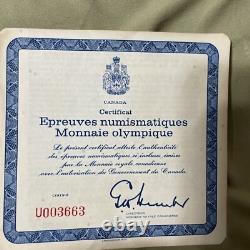 CANADA
Certificat
Epreuves numismatiques
Monnaie olympique
Le présent certificat atteste l'authenticité
des épreuves numismatiques ci-incluses, émises
par la Monnaie royale canadienne
avec l'autorisation du Gouvernement du Canada.
U003663